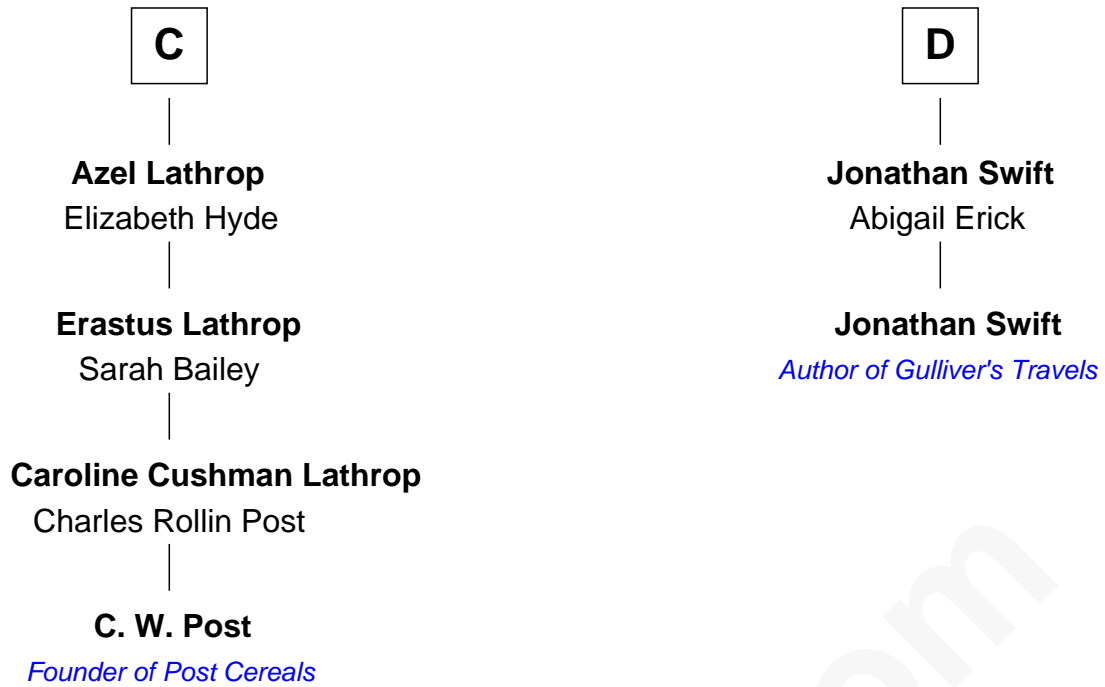 C
Azel Lathrop
Elizabeth Hyde
Erastus Lathrop
Sarah Bailey
Caroline Cushman Lathrop
Charles Rollin Post
C. W. Post
Founder of Post Cereals
D
Jonathan Swift
Abigail Erick
Jonathan Swift
Author of Gulliver's Travels
om